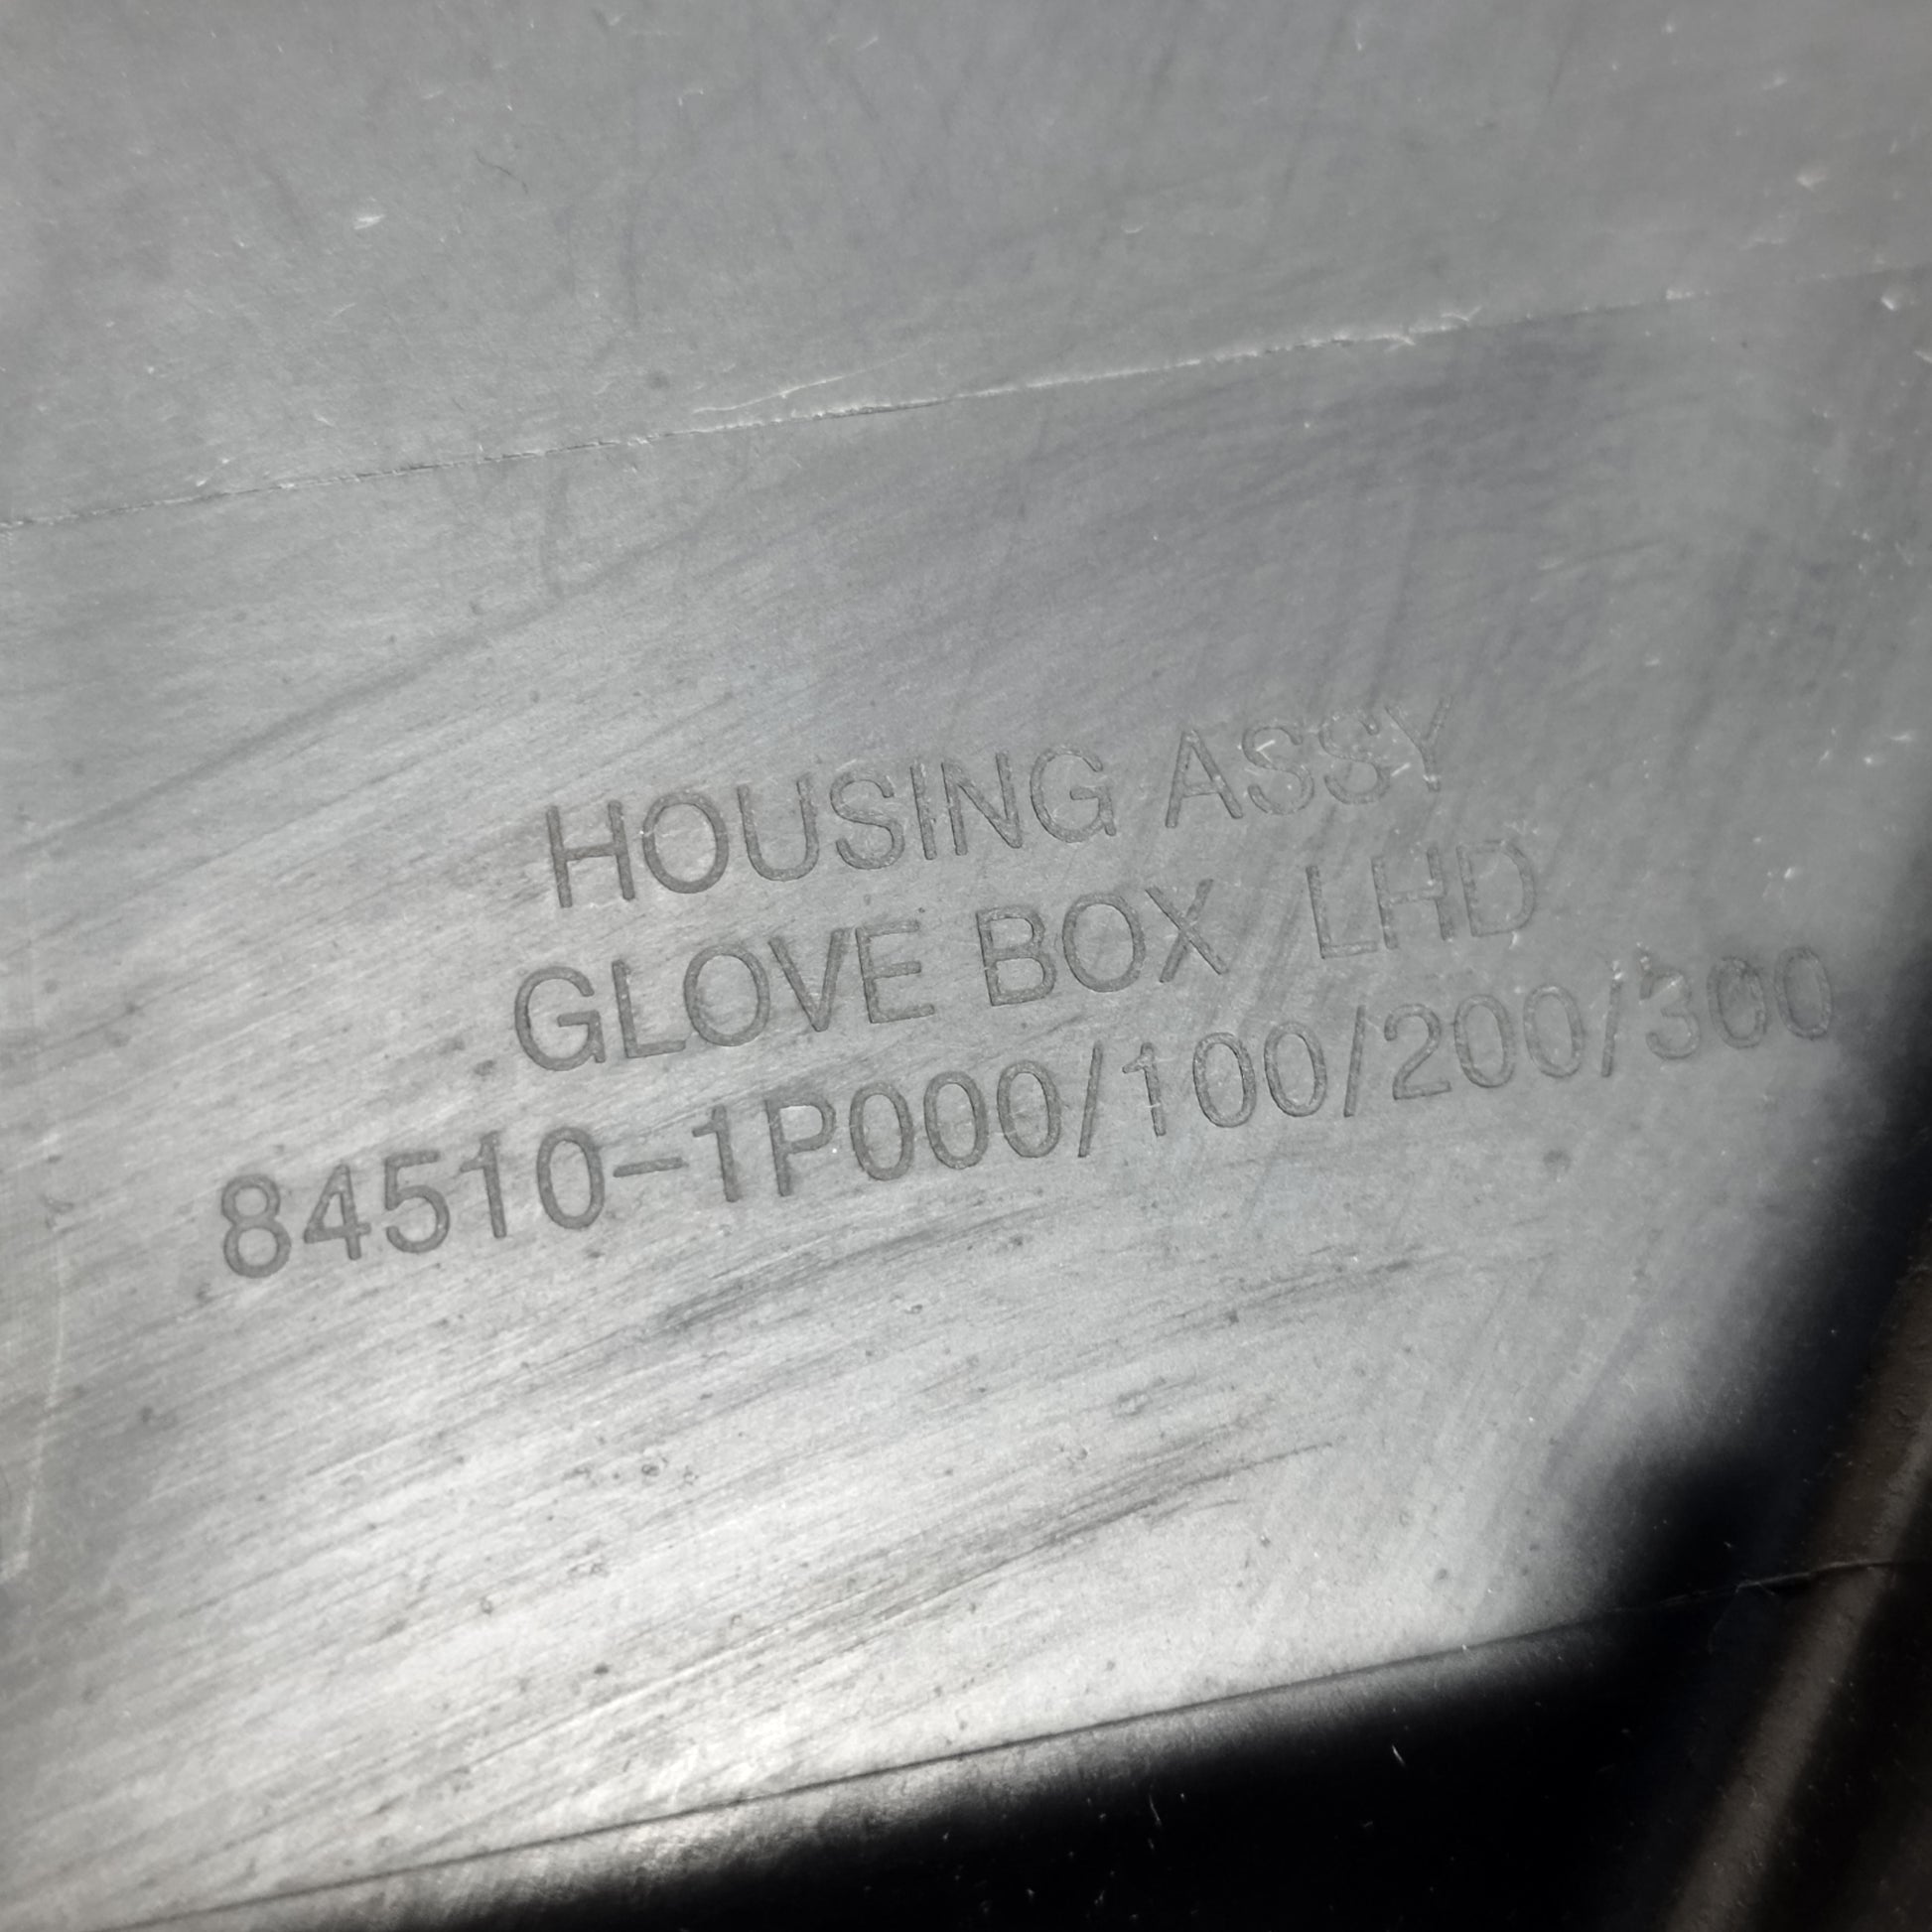 HOUSING ASSY
GLOVE BOX LHD
84510-1P000/100/200/300